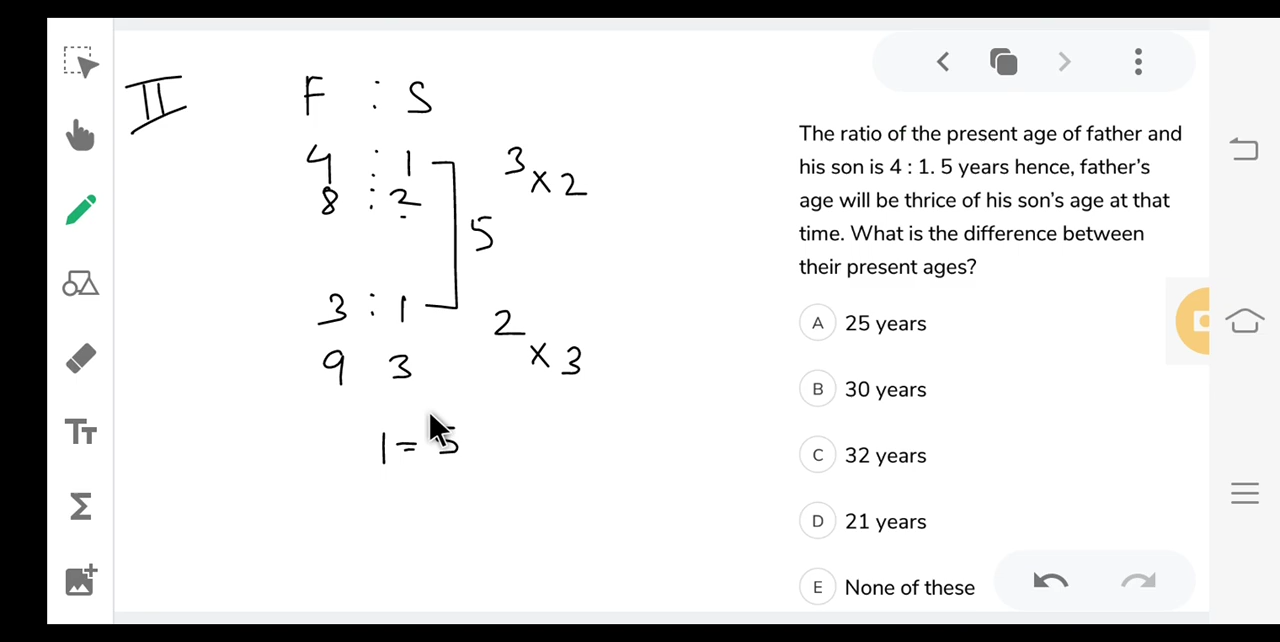 II
F : S
4 : 1
8 : 2
3 × 2
5
3 : 1
9 3
2 × 3
1 = 5
The ratio of the present age of father and
his son is 4 : 1. 5 years hence, father's
age will be thrice of his son's age at that
time. What is the difference between
their present ages?
A 25 years
B 30 years
C 32 years
D 21 years
E None of these
TT
Σ